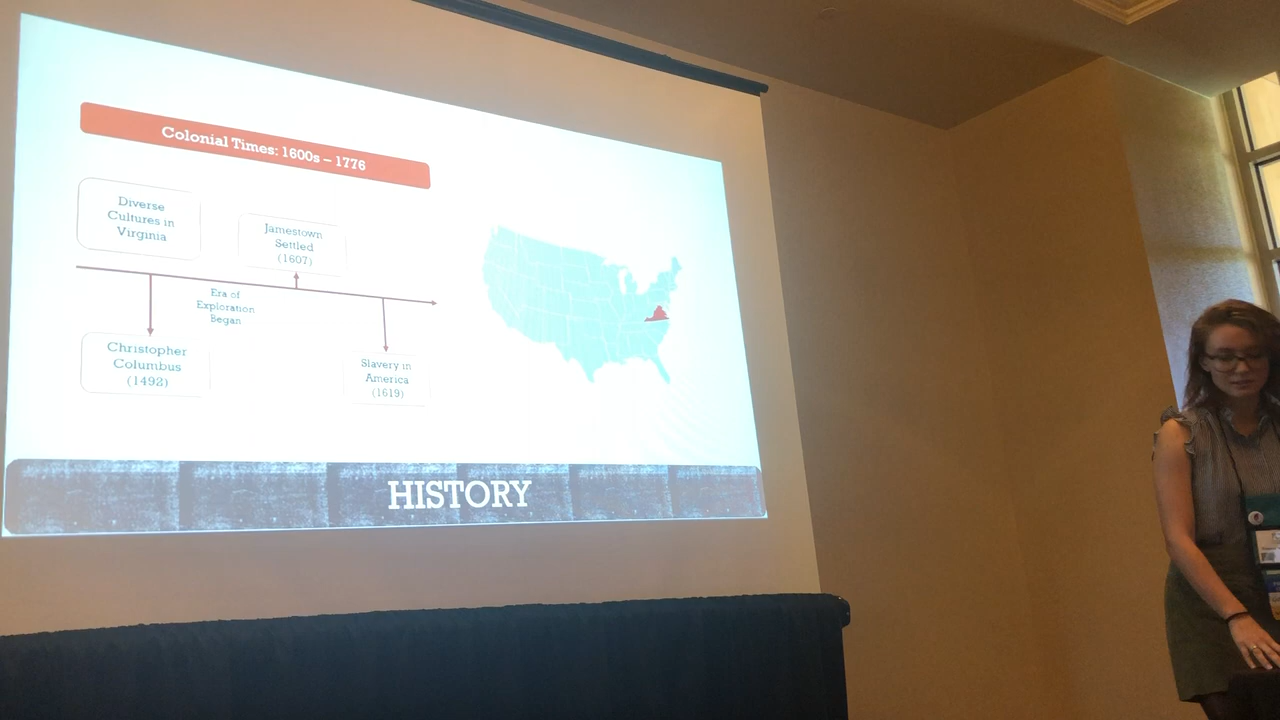 Colonial Times: 1600s – 1776
Diverse
Cultures in
Virginia
Jamestown
Settled
(1607)
Era of
Exploration
Began
Christopher
Columbus
(1492)
Slavery in
America
(1619)
HISTORY